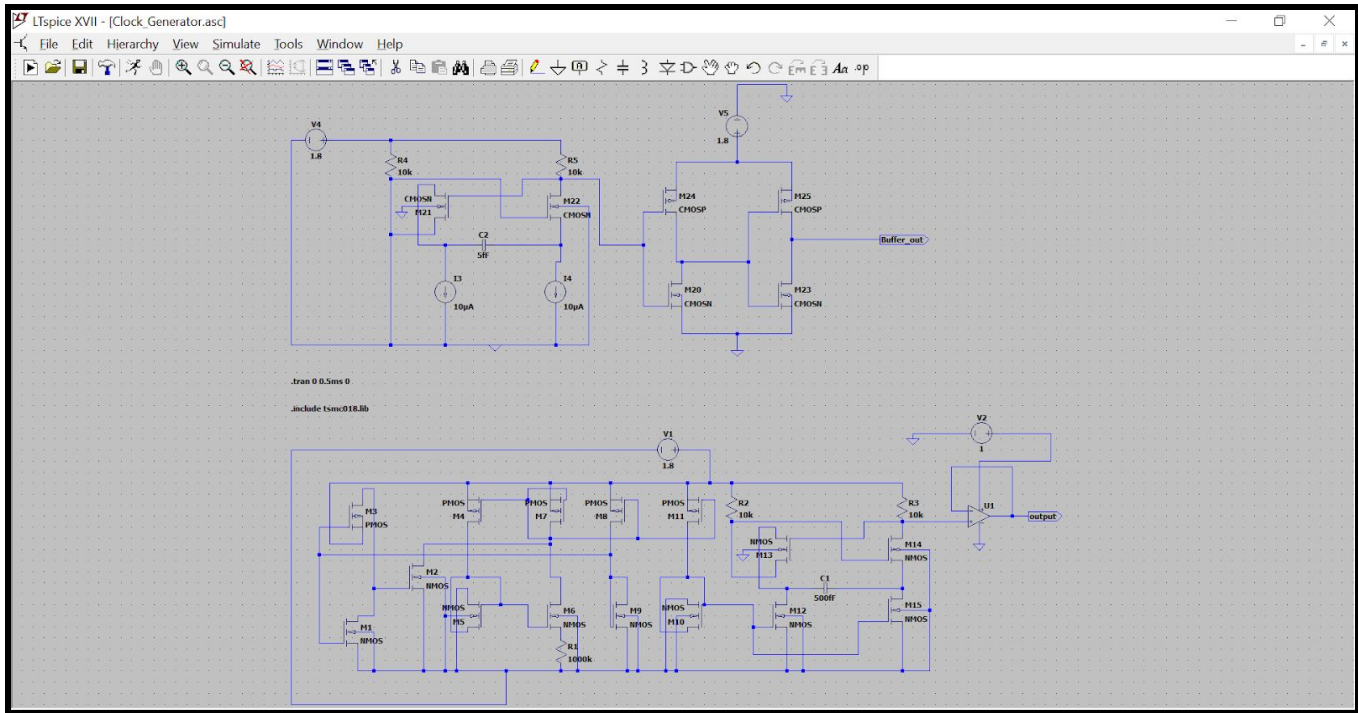 LTspice XVII - [Clock_Generator.asc]
File Edit Hierarchy View Simulate Tools Window Help
Aa .op
V4
1.8
R4
10k
R5
10k
CMOSN
M21
M22
CMOSN
C2
5ff
I3
10µA
I4
10µA
V5
1.8
M24
CMOSP
M25
CMOSP
Buffer_out
M20
CMOSN
M23
CMOSN
.tran 0 0.5ms 0
.include tsmc018.lib
V1
1.8
V2
1
M3
PMOS
PMOS
M4
PMOS
M7
PMOS
M8
PMOS
M11
R2
10k
R3
10k
U1
output
NMOS
M13
M14
NMOS
C1
500ff
M2
NMOS
M1
NMOS
NMOS
M5
M6
NMOS
R1
1000k
M9
NMOS
NMOS
M10
M12
NMOS
M15
NMOS